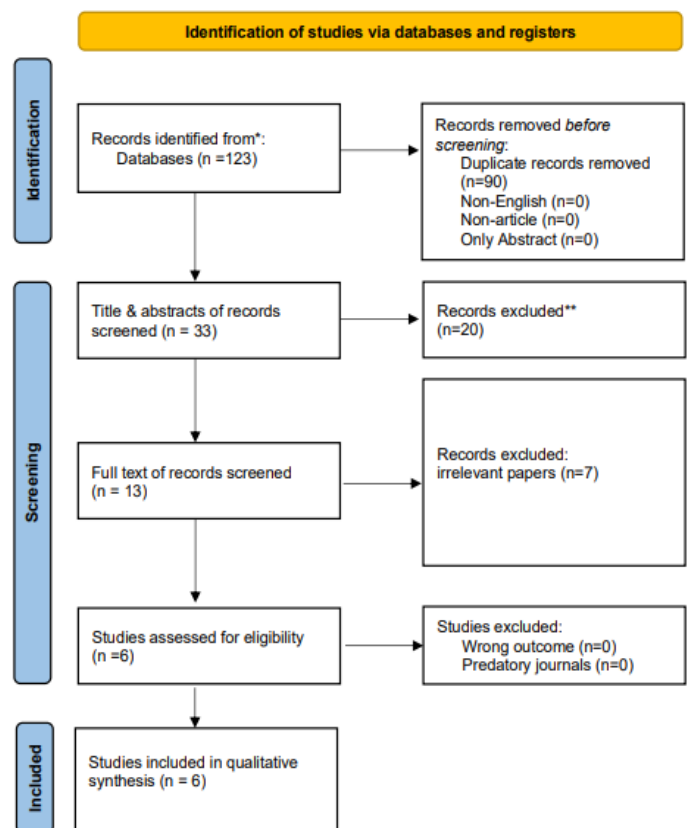 Identification of studies via databases and registers
Identification
Records identified from*:
Databases (n =123)
Records removed before
screening:
Duplicate records removed
(n=90)
Non-English (n=0)
Non-article (n=0)
Only Abstract (n=0)
Screening
Title & abstracts of records
screened (n = 33)
Records excluded**
(n=20)
Full text of records screened
(n = 13)
Records excluded:
irrelevant papers (n=7)
Studies assessed for eligibility
(n =6)
Studies excluded:
Wrong outcome (n=0)
Predatory journals (n=0)
Included
Studies included in qualitative
synthesis (n = 6)